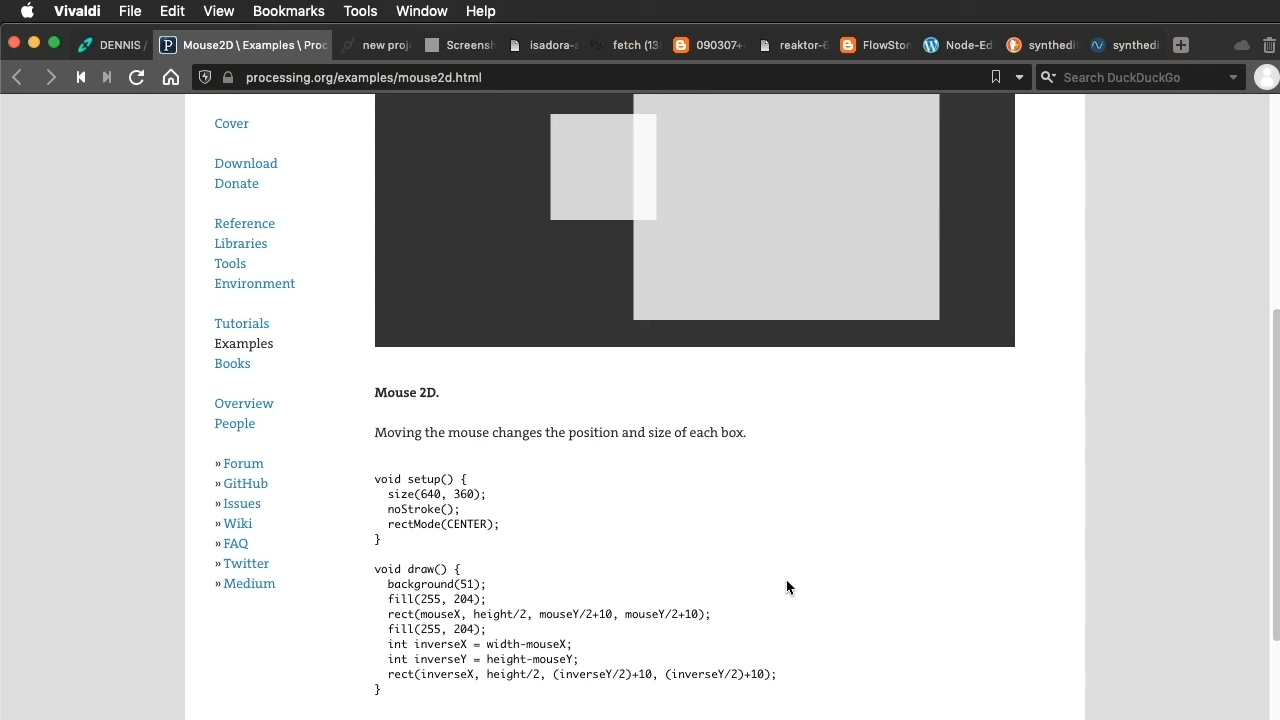 Vivaldi File Edit View Bookmarks Tools Window Help
DENNIS / Mouse2D \ Examples \ Proc new proj Screensh isadora- fetch (13 090307+ reaktor-6 FlowStor Node-Ed synthedi synthedi
processing.org/examples/mouse2d.html Search DuckDuckGo
Cover
Download
Donate
Reference
Libraries
Tools
Environment
Tutorials
Examples
Books
Overview
People
» Forum
» GitHub
» Issues
» Wiki
» FAQ
» Twitter
» Medium
Mouse 2D.
Moving the mouse changes the position and size of each box.
void setup() {
  size(640, 360);
  noStroke();
  rectMode(CENTER);
}
void draw() {
  background(51);
  fill(255, 204);
  rect(mouseX, height/2, mouseY/2+10, mouseY/2+10);
  fill(255, 204);
  int inverseX = width-mouseX;
  int inverseY = height-mouseY;
  rect(inverseX, height/2, (inverseY/2)+10, (inverseY/2)+10);
}